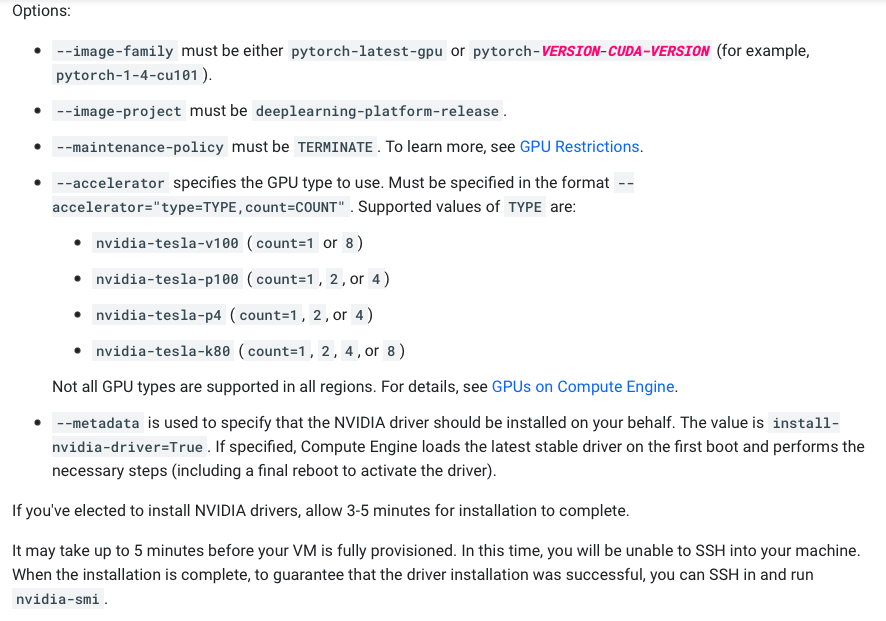 Options:
--image-family must be either pytorch-latest-gpu or pytorch-VERSION-CUDA-VERSION (for example,
pytorch-1-4-cu101 ).
--image-project must be deeplearning-platform-release .
--maintenance-policy must be TERMINATE . To learn more, see GPU Restrictions.
--accelerator specifies the GPU type to use. Must be specified in the format --
accelerator="type=TYPE,count=COUNT" . Supported values of TYPE are:
nvidia-tesla-v100 ( count=1 or 8 )
nvidia-tesla-p100 ( count=1 , 2 , or 4 )
nvidia-tesla-p4 ( count=1 , 2 , or 4 )
nvidia-tesla-k80 ( count=1 , 2 , 4 , or 8 )
Not all GPU types are supported in all regions. For details, see GPUs on Compute Engine.
--metadata is used to specify that the NVIDIA driver should be installed on your behalf. The value is install-
nvidia-driver=True . If specified, Compute Engine loads the latest stable driver on the first boot and performs the
necessary steps (including a final reboot to activate the driver).
If you've elected to install NVIDIA drivers, allow 3-5 minutes for installation to complete.
It may take up to 5 minutes before your VM is fully provisioned. In this time, you will be unable to SSH into your machine.
When the installation is complete, to guarantee that the driver installation was successful, you can SSH in and run
nvidia-smi .